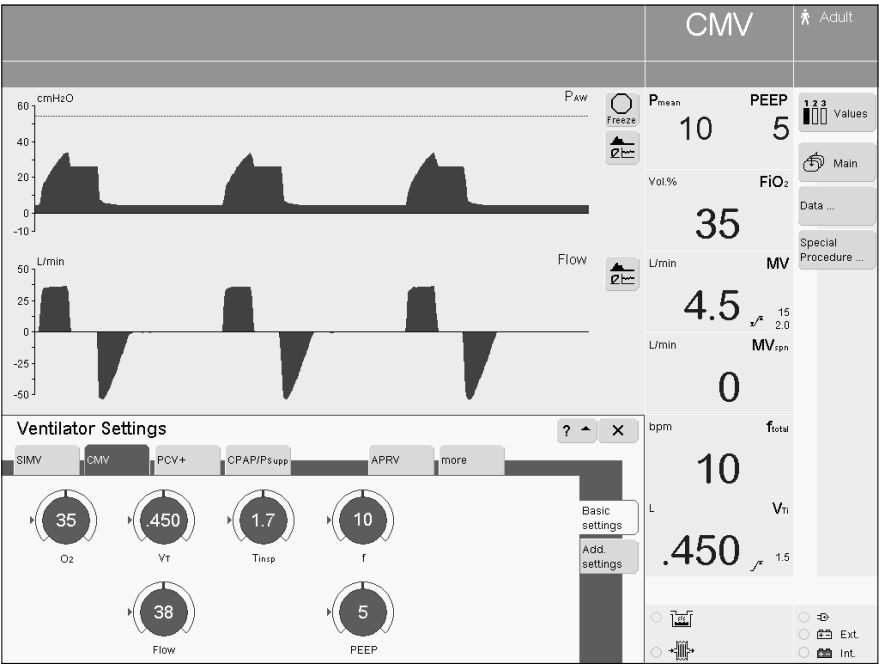 CMV
Adult
cmH2O
PAW
60
40
20
0
-10
Freeze
Pmean
PEEP
10
5
1 2 3
Values
Main
Vol.%
FiO2
35
Data ...
Special
Procedure ...
L/min
Flow
50
25
0
-25
-50
L/min
MV
4.5
15
2.0
L/min
MVspn
0
Ventilator Settings
? 
SIMV
CMV
PCV+
CPAP/Psupp
APRV
more
bpm
ftotal
10
35
.450
1.7
10
O2
VT
Tinsp
f
Basic
settings
Add.
settings
L
VTi
.450
1.5
38
5
Flow
PEEP
Ext.
Int.